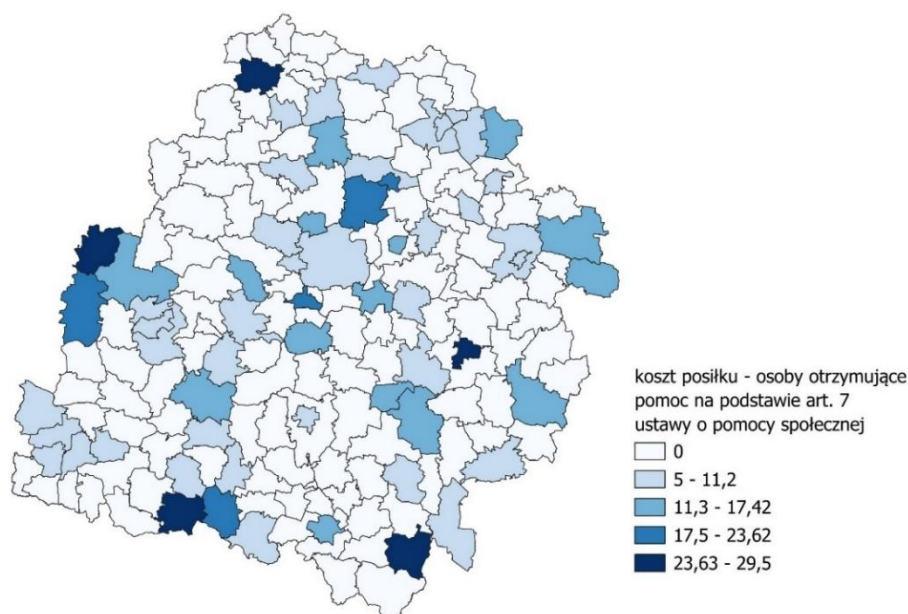 koszt posiłku - osoby otrzymujące
pomoc na podstawie art. 7
ustawy o pomocy społecznej
0
5 - 11,2
11,3 - 17,42
17,5 - 23,62
23,63 - 29,5